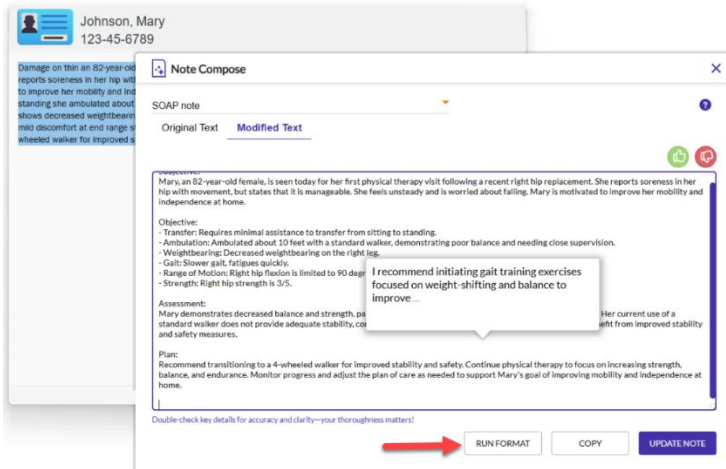 Johnson, Mary
123-45-6789
Damage on thin an 82-year-old
reports soreness in her hip with
to improve her mobility and ind
standing she ambulated about
shows decreased weightbearin
mild discomfort at end range s
wheeled walker for improved s
Note Compose
SOAP note
Original Text Modified Text
Subjective:
Mary, an 82-year-old female, is seen today for her first physical therapy visit following a recent right hip replacement. She reports soreness in her
hip with movement, but states that it is manageable. She feels unsteady and is worried about falling. Mary is motivated to improve her mobility and
independence at home.
Objective:
- Transfer: Requires minimal assistance to transfer from sitting to standing.
- Ambulation: Ambulated about 10 feet with a standard walker, demonstrating poor balance and needing close supervision.
- Weightbearing: Decreased weightbearing on the right leg.
- Gait: Slower gait, fatigues quickly.
- Range of Motion: Right hip flexion is limited to 90 degr
- Strength: Right hip strength is 3/5.
I recommend initiating gait training exercises
focused on weight-shifting and balance to
improve ...
Assessment:
Mary demonstrates decreased balance and strength, pa Her current use of a
standard walker does not provide adequate stability, co efit from improved stability
and safety measures.
Plan:
Recommend transitioning to a 4-wheeled walker for improved stability and safety. Continue physical therapy to focus on increasing strength,
balance, and endurance. Monitor progress and adjust the plan of care as needed to support Mary's goal of improving mobility and independence at
home.
Double-check key details for accuracy and clarity—your thoroughness matters!
RUN FORMAT COPY UPDATE NOTE